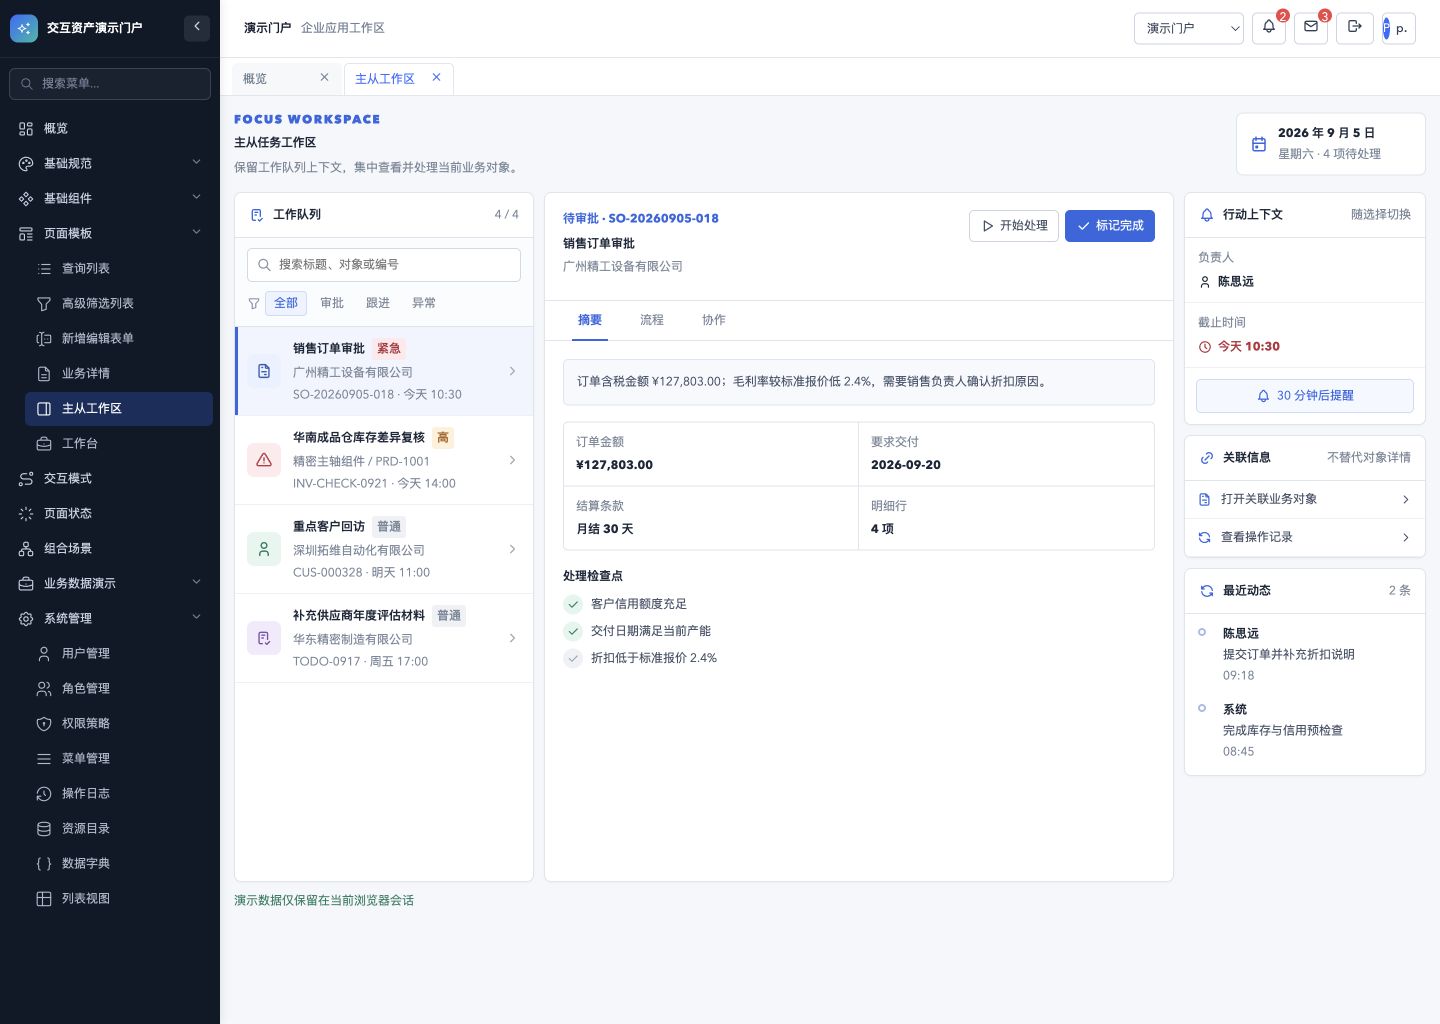 交互资产演示门户
搜索菜单...
概览
基础规范
基础组件
页面模板
查询列表
高级筛选列表
新增编辑表单
业务详情
主从工作区
工作台
交互模式
页面状态
组合场景
业务数据演示
系统管理
用户管理
角色管理
权限策略
菜单管理
操作日志
资源目录
数据字典
列表视图
演示门户 企业应用工作区
演示门户
2
3
p.
概览
主从工作区
FOCUS WORKSPACE
主从任务工作区
保留工作队列上下文，集中查看并处理当前业务对象。
2026 年 9 月 5 日
星期六 · 4 项待处理
工作队列 4 / 4
搜索标题、对象或编号
全部 审批 跟进 异常
销售订单审批 紧急
广州精工设备有限公司
SO-20260905-018 · 今天 10:30
华南成品仓库存差异复核 高
精密主轴组件 / PRD-1001
INV-CHECK-0921 · 今天 14:00
重点客户回访 普通
深圳拓维自动化有限公司
CUS-000328 · 明天 11:00
补充供应商年度评估材料 普通
华东精密制造有限公司
TODO-0917 · 周五 17:00
待审批 · SO-20260905-018
销售订单审批
广州精工设备有限公司
开始处理
标记完成
摘要 流程 协作
订单含税金额 ¥127,803.00；毛利率较标准报价低 2.4%，需要销售负责人确认折扣原因。
订单金额
¥127,803.00
要求交付
2026-09-20
结算条款
月结 30 天
明细行
4 项
处理检查点
客户信用额度充足
交付日期满足当前产能
折扣低于标准报价 2.4%
行动上下文 随选择切换
负责人
陈思远
截止时间
今天 10:30
30 分钟后提醒
关联信息 不替代对象详情
打开关联业务对象
查看操作记录
最近动态 2 条
陈思远
提交订单并补充折扣说明
09:18
系统
完成库存与信用预检查
08:45
演示数据仅保留在当前浏览器会话